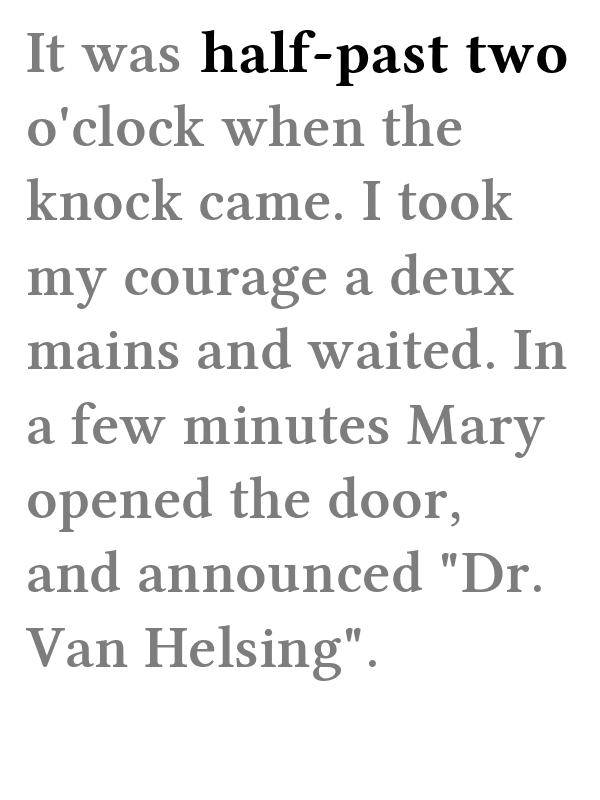 It was half-past two
o'clock when the
knock came. I took
my courage a deux
mains and waited. In
a few minutes Mary
opened the door,
and announced "Dr.
Van Helsing".